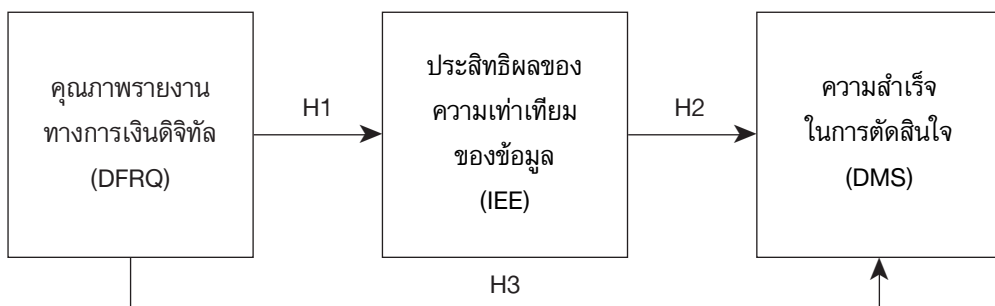 คุณภาพรายงาน
ทางการเงินดิจิทัล
(DFRQ)
H1
ประสิทธิผลของ
ความเท่าเทียม
ของข้อมูล
(IEE)
H2
ความสำเร็จ
ในการตัดสินใจ
(DMS)
H3